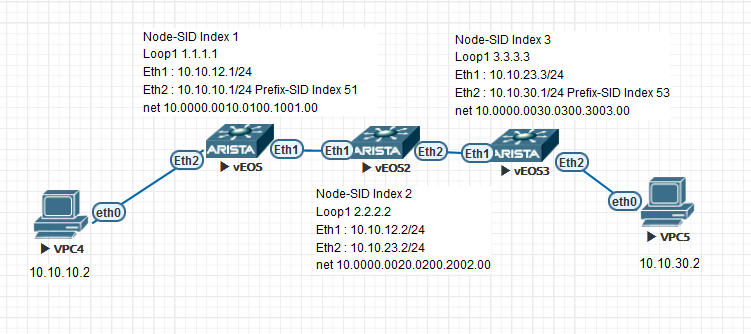 Node-SID Index 1
Loop1 1.1.1.1
Eth1 : 10.10.12.1/24
Eth2 : 10.10.10.1/24 Prefix-SID Index 51
net 10.0000.0010.0100.1001.00
Node-SID Index 3
Loop1 3.3.3.3
Eth1 : 10.10.23.3/24
Eth2 : 10.10.30.1/24 Prefix-SID Index 53
net 10.0000.0030.0300.3003.00
ARISTA
vEOS
Eth2
Eth1
ARISTA
vEOS2
Eth1
Eth2
ARISTA
vEOS3
Eth1
Eth2
Node-SID Index 2
Loop1 2.2.2.2
Eth1 : 10.10.12.2/24
Eth2 : 10.10.23.2/24
net 10.0000.0020.0200.2002.00
eth0
VPC4
10.10.10.2
eth0
VPC5
10.10.30.2